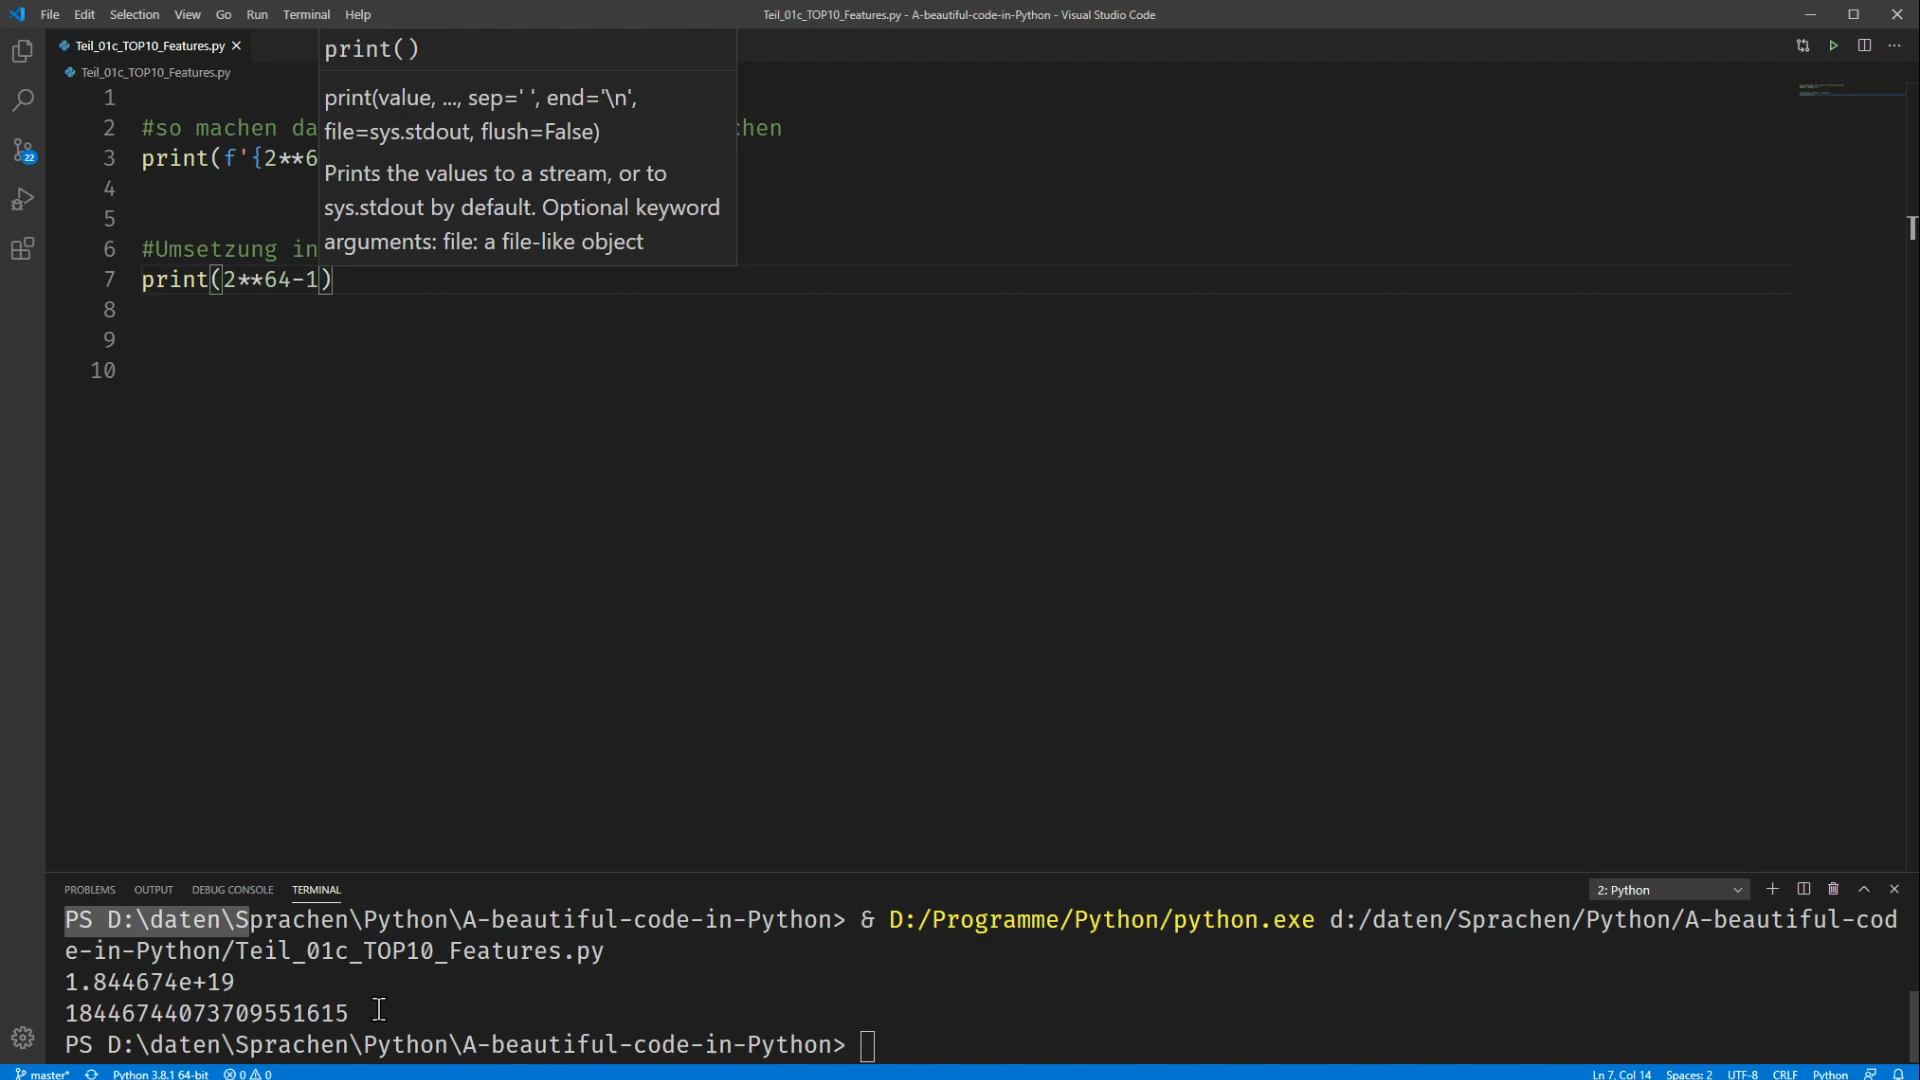 File Edit Selection View Go Run Terminal Help
Teil_01c_TOP10_Features.py - A-beautiful-code-in-Python - Visual Studio Code
Teil_01c_TOP10_Features.py
Teil_01c_TOP10_Features.py
print()
print(value, ..., sep=' ', end='\n',
file=sys.stdout, flush=False)
Prints the values to a stream, or to
sys.stdout by default. Optional keyword
arguments: file: a file-like object
1
2 #so machen da chen
3 print(f'{2**6
4
5
6 #Umsetzung in
7 print(2**64-1)
8
9
10
22
PROBLEMS OUTPUT DEBUG CONSOLE TERMINAL 2: Python
PS D:\daten\Sprachen\Python\A-beautiful-code-in-Python> & D:/Programme/Python/python.exe d:/daten/Sprachen/Python/A-beautiful-cod
e-in-Python/Teil_01c_TOP10_Features.py
1.844674e+19
18446744073709551615
PS D:\daten\Sprachen\Python\A-beautiful-code-in-Python>
master* Python 3.8.1 64-bit 0 0 Ln 7, Col 14 Spaces: 2 UTF-8 CRLF Python